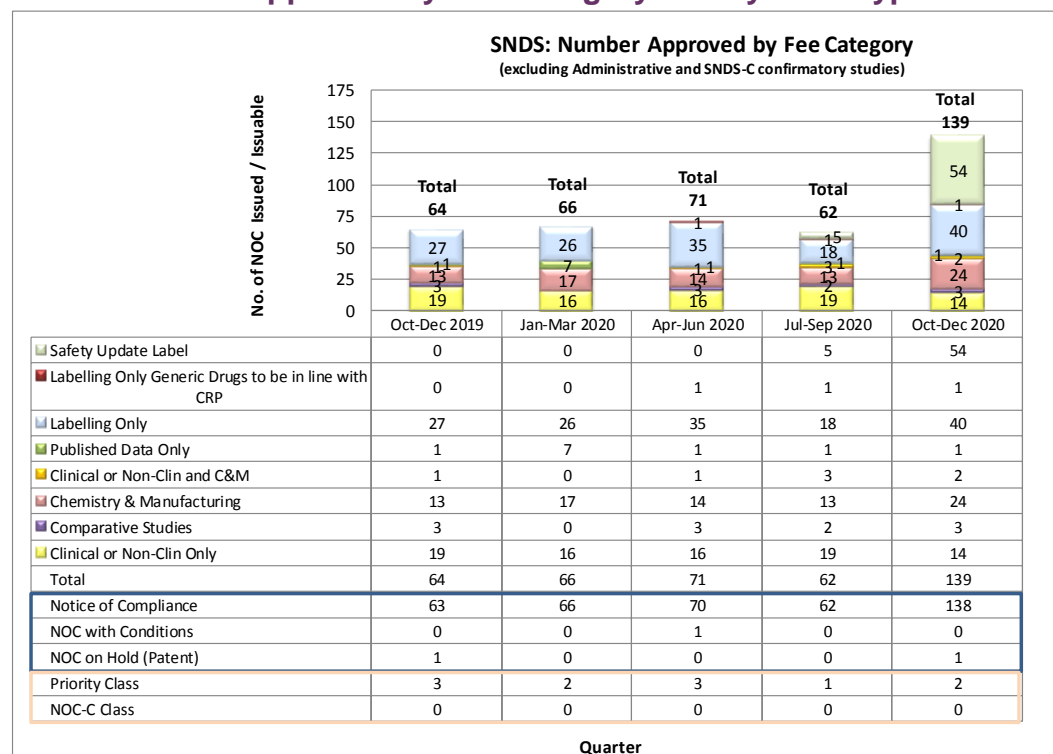 SNDS: Number Approved by Fee Category
(excluding Administrative and SNDS-C confirmatory studies)
No. of NOC Issued / Issuable
175
150
125
100
75
50
25
0
Total
64
27
1
1
13
3
19
Total
66
26
7
17
16
Total
71
1
35
1
1
14
3
16
Total
62
5
1
18
1
3
13
2
19
Total
139
54
1
40
1
2
24
3
14
Oct-Dec 2019 Jan-Mar 2020 Apr-Jun 2020 Jul-Sep 2020 Oct-Dec 2020
Safety Update Label 0 0 0 5 54
Labelling Only Generic Drugs to be in line with
CRP 0 0 1 1 1
Labelling Only 27 26 35 18 40
Published Data Only 1 7 1 1 1
Clinical or Non-Clin and C&M 1 0 1 3 2
Chemistry & Manufacturing 13 17 14 13 24
Comparative Studies 3 0 3 2 3
Clinical or Non-Clin Only 19 16 16 19 14
Total 64 66 71 62 139
Notice of Compliance 63 66 70 62 138
NOC with Conditions 0 0 1 0 0
NOC on Hold (Patent) 1 0 0 0 1
Priority Class 3 2 3 1 2
NOC-C Class 0 0 0 0 0
Quarter